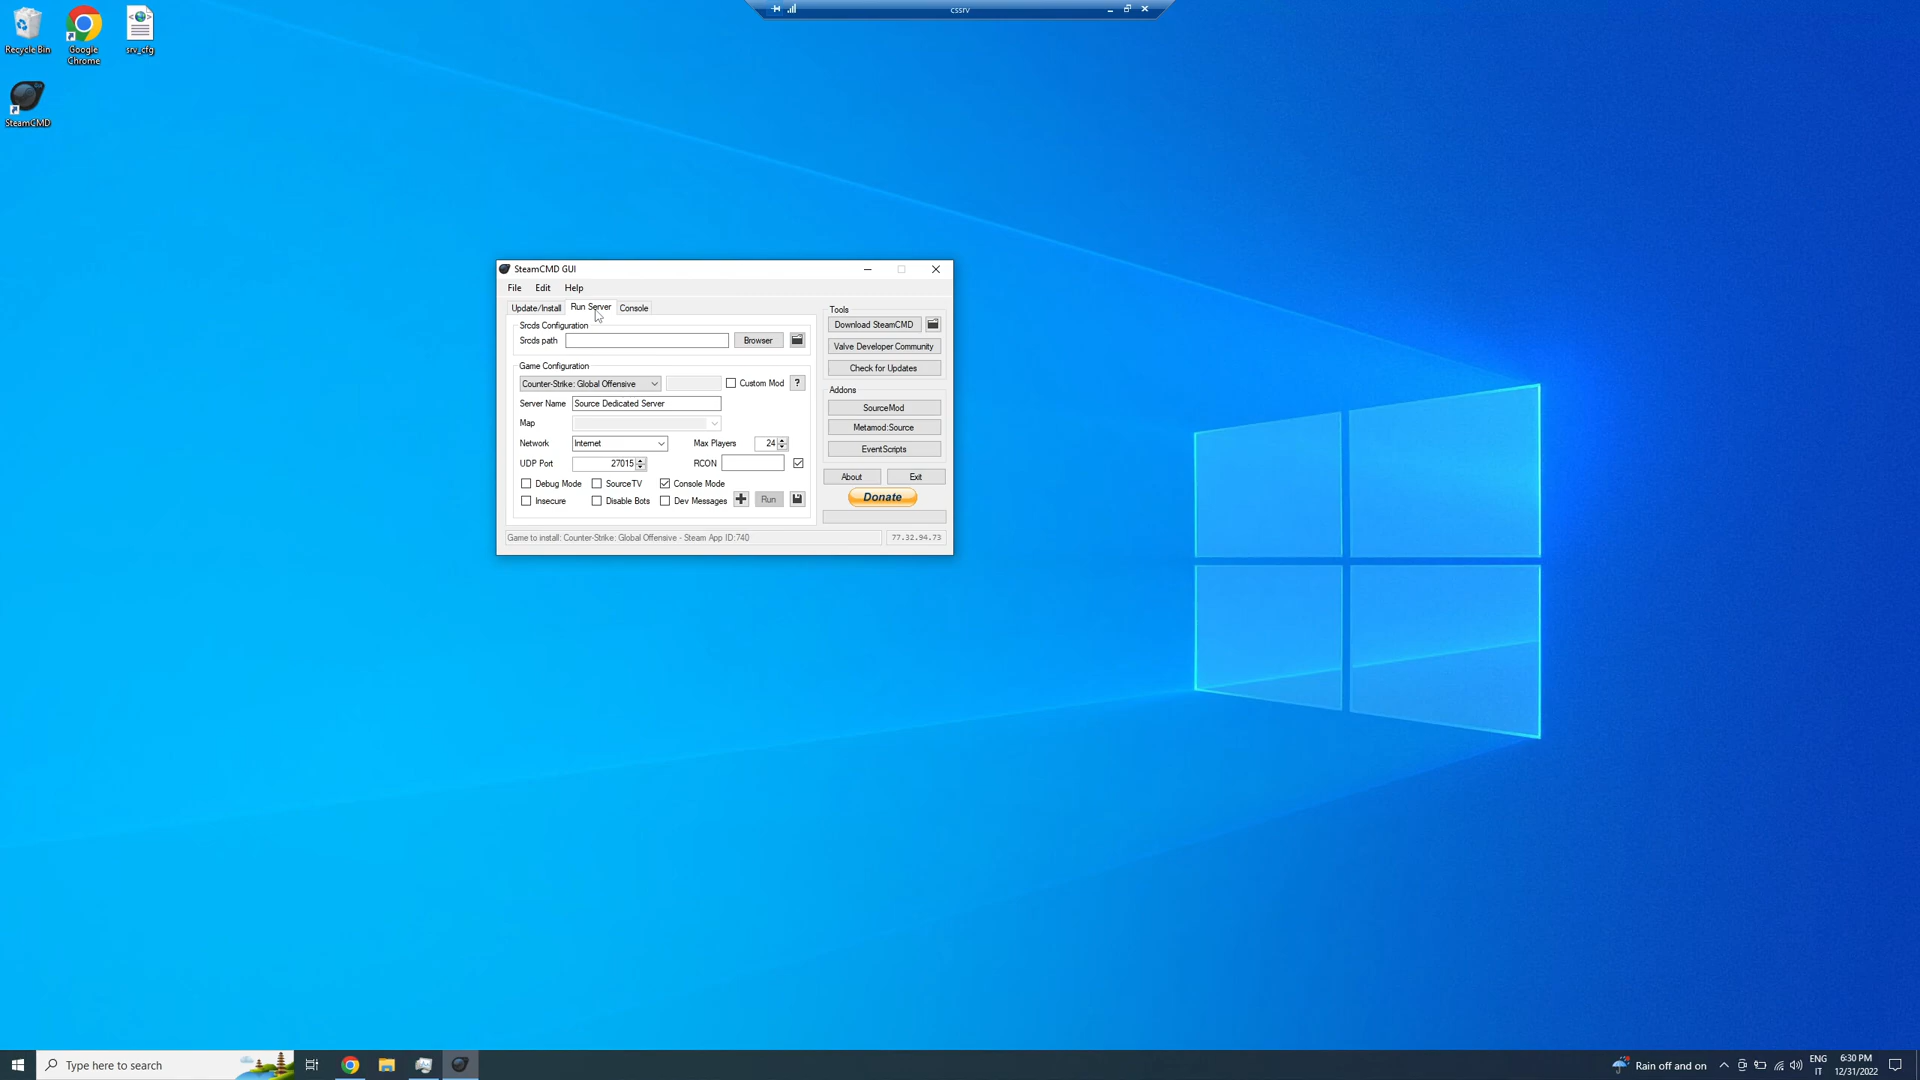 cssrv
Recycle Bin
Google
Chrome
srv_cfg
SteamCMD
SteamCMD GUI
File Edit Help
Update/Install Run Server Console
Srcds Configuration
Srcds path Browser
Game Configuration
Counter-Strike: Global Offensive Custom Mod ?
Server Name Source Dedicated Server
Map
Network Internet Max Players 24
UDP Port 27015 RCON
Debug Mode SourceTV Console Mode
Insecure Disable Bots Dev Messages Run
Tools
Download SteamCMD
Valve Developer Community
Check for Updates
Addons
SourceMod
Metamod:Source
EventScripts
About Exit
Donate
Game to install: Counter-Strike: Global Offensive - Steam App ID:740 77.32.94.73
Type here to search
Rain off and on
ENG
IT
6:30 PM
12/31/2022